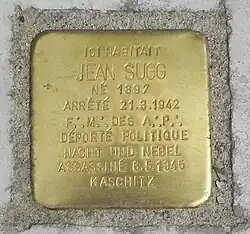 ICI HABITAIT
JEAN SUGG
NÉ 1897
ARRÊTÉ 21.3.1942
F∴M∴DES A∴P∴
DÉPORTÉ POLITIQUE
NACHT UND NEBEL
ASSASSINÉ 6.5.1945
KASCHITZ